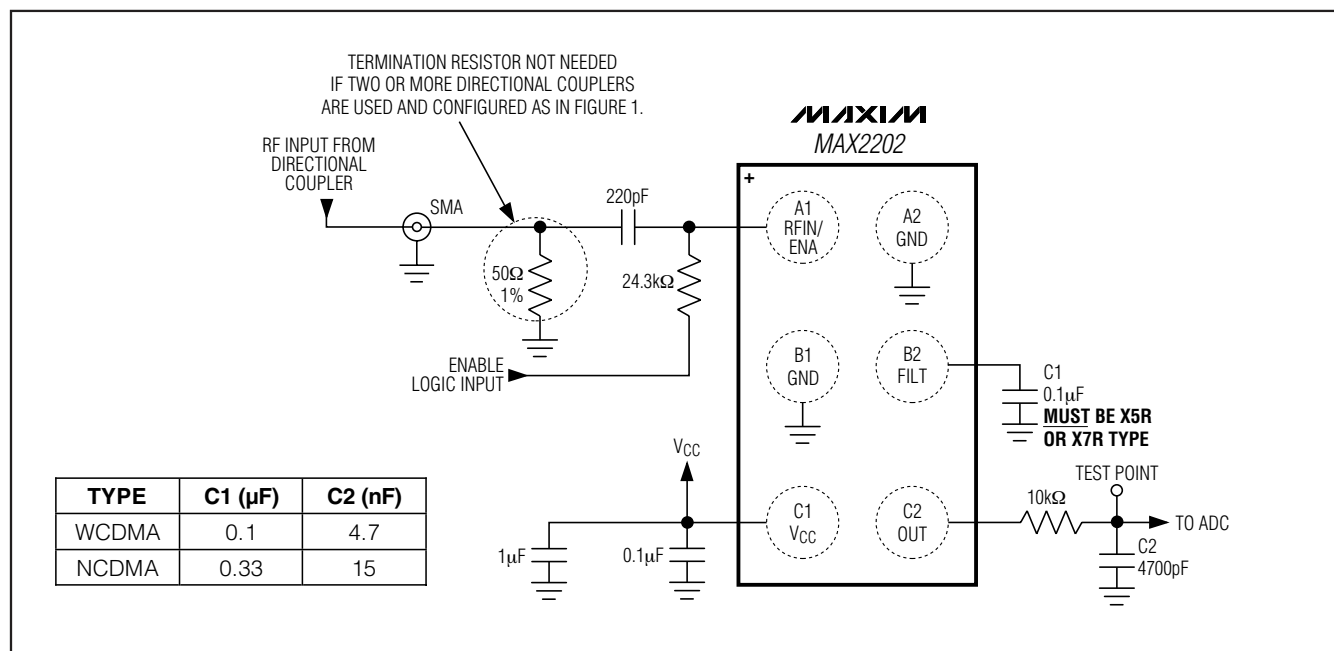 TERMINATION RESISTOR NOT NEEDED
IF TWO OR MORE DIRECTIONAL COUPLERS
ARE USED AND CONFIGURED AS IN FIGURE 1.
RF INPUT FROM
DIRECTIONAL
COUPLER
SMA
50Ω
1%
220pF
24.3kΩ
ENABLE
LOGIC INPUT
MAXIM
MAX2202
+
A1
RFIN/
ENA
A2
GND
B1
GND
B2
FILT
C1
0.1µF
MUST BE X5R
OR X7R TYPE
VCC
1µF
0.1µF
C1
VCC
C2
OUT
10kΩ
TEST POINT
TO ADC
C2
4700pF
TYPE C1 (µF) C2 (nF)
WCDMA 0.1 4.7
NCDMA 0.33 15